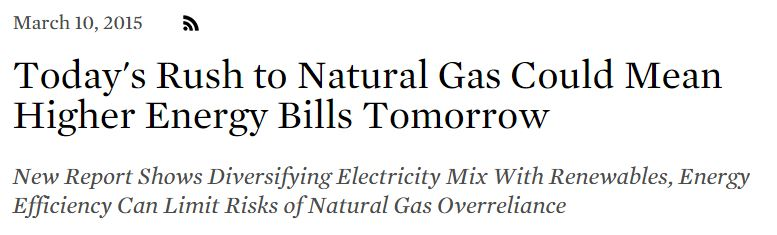 March 10, 2015
Today's Rush to Natural Gas Could Mean
Higher Energy Bills Tomorrow
New Report Shows Diversifying Electricity Mix With Renewables, Energy
Efficiency Can Limit Risks of Natural Gas Overreliance